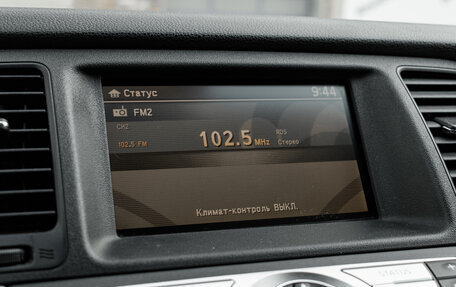 Статус 9:44
FM2
CH2
102.5 FM 102.5 MHz RDS
Стерео
Климат-контроль ВЫКЛ.
STATUS